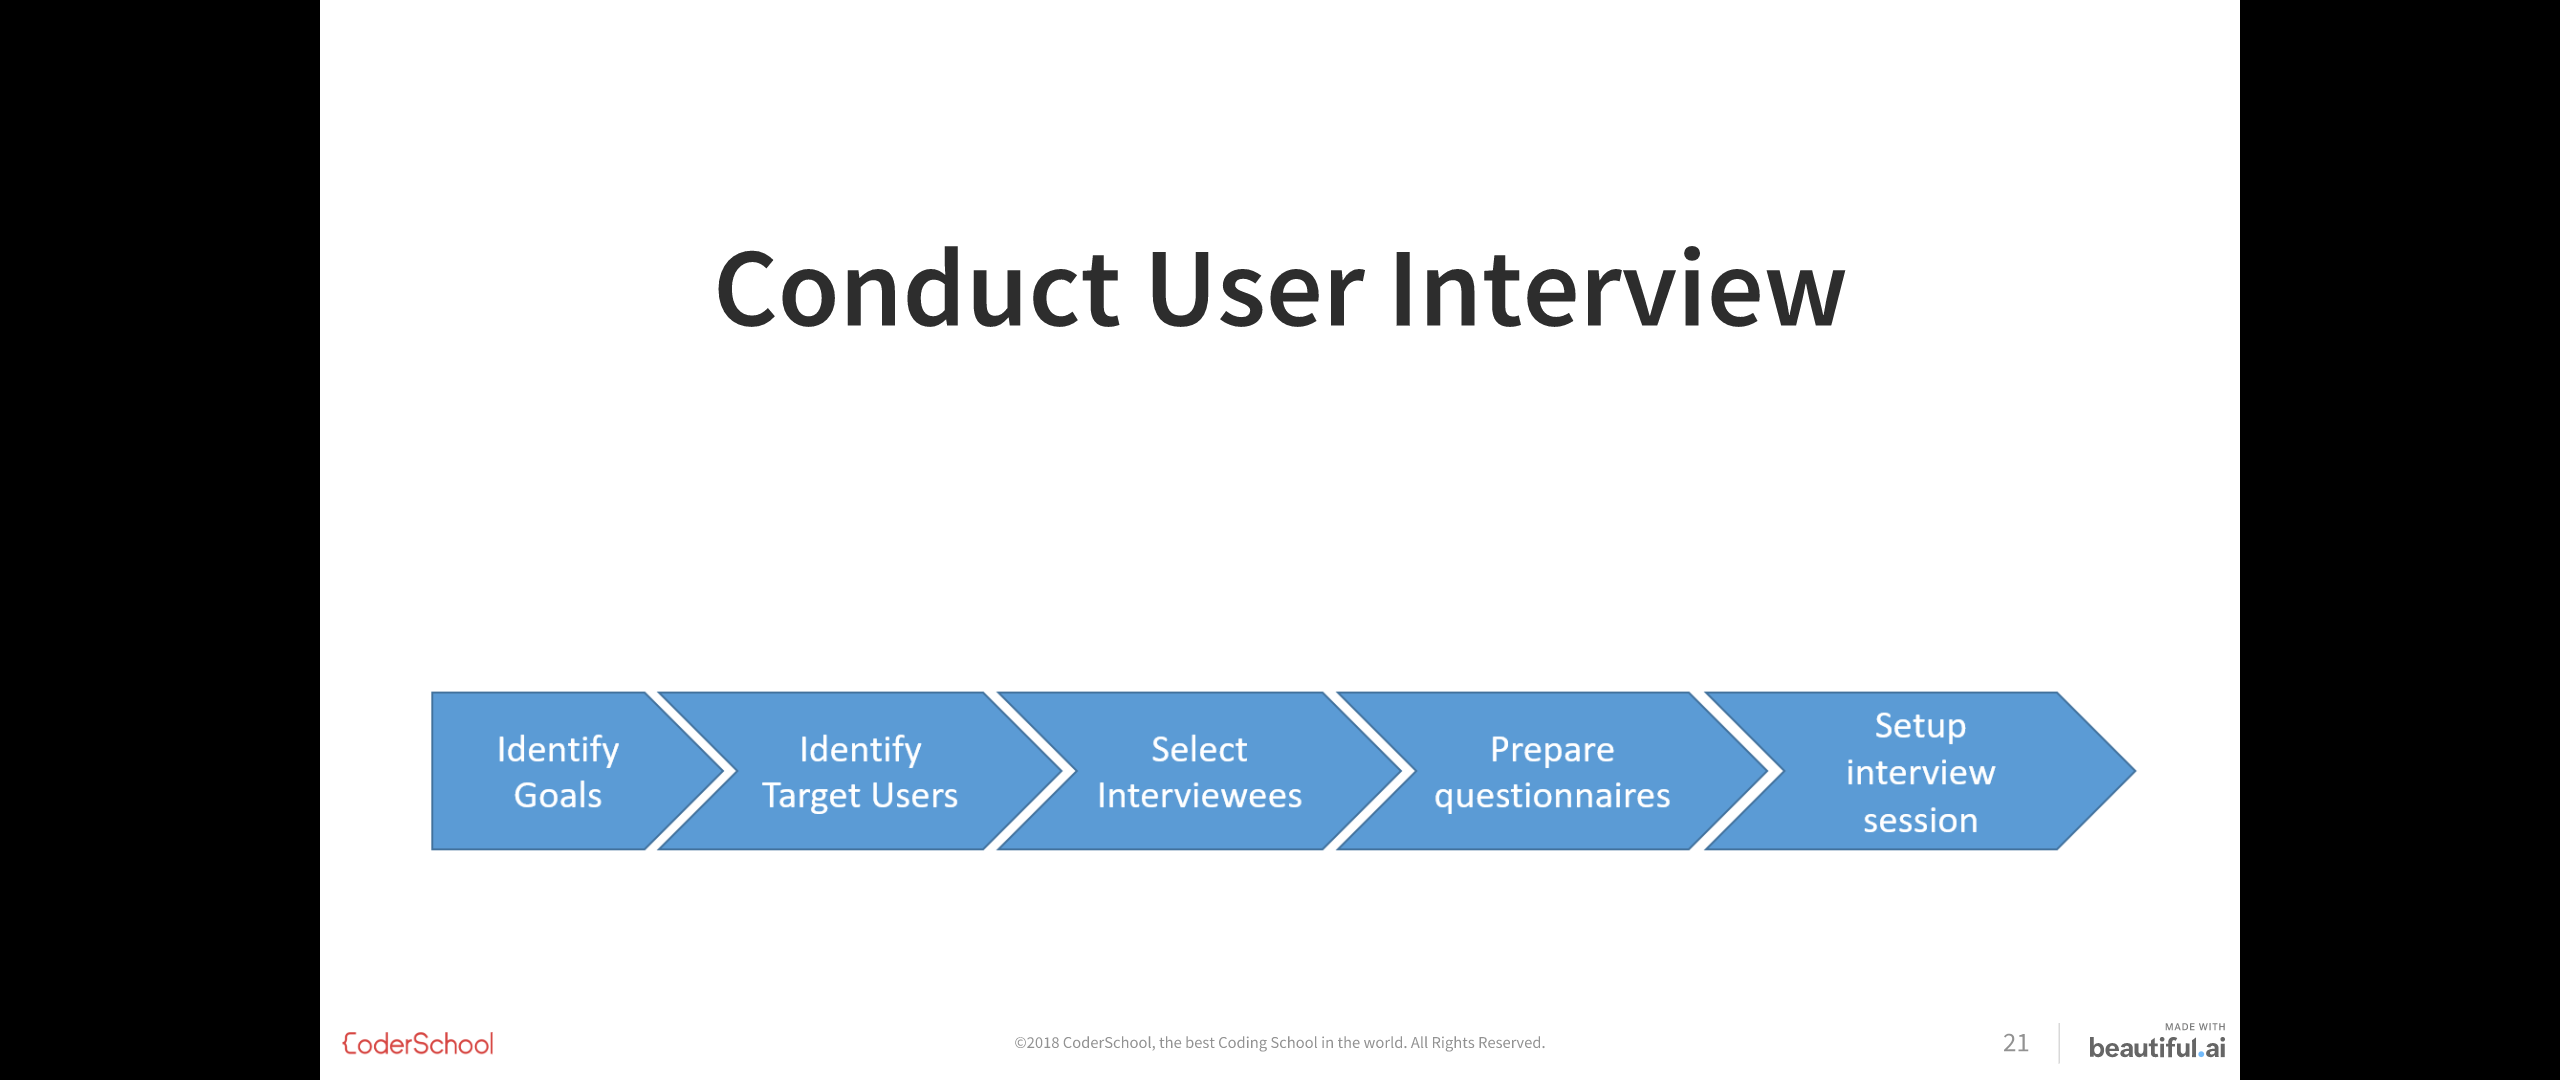 Conduct User Interview
Identify
Goals
Identify
Target Users
Select
Interviewees
Prepare
questionnaires
Setup
interview
session
CoderSchool
©2018 CoderSchool, the best Coding School in the world. All Rights Reserved.
21
MADE WITH
beautiful.ai